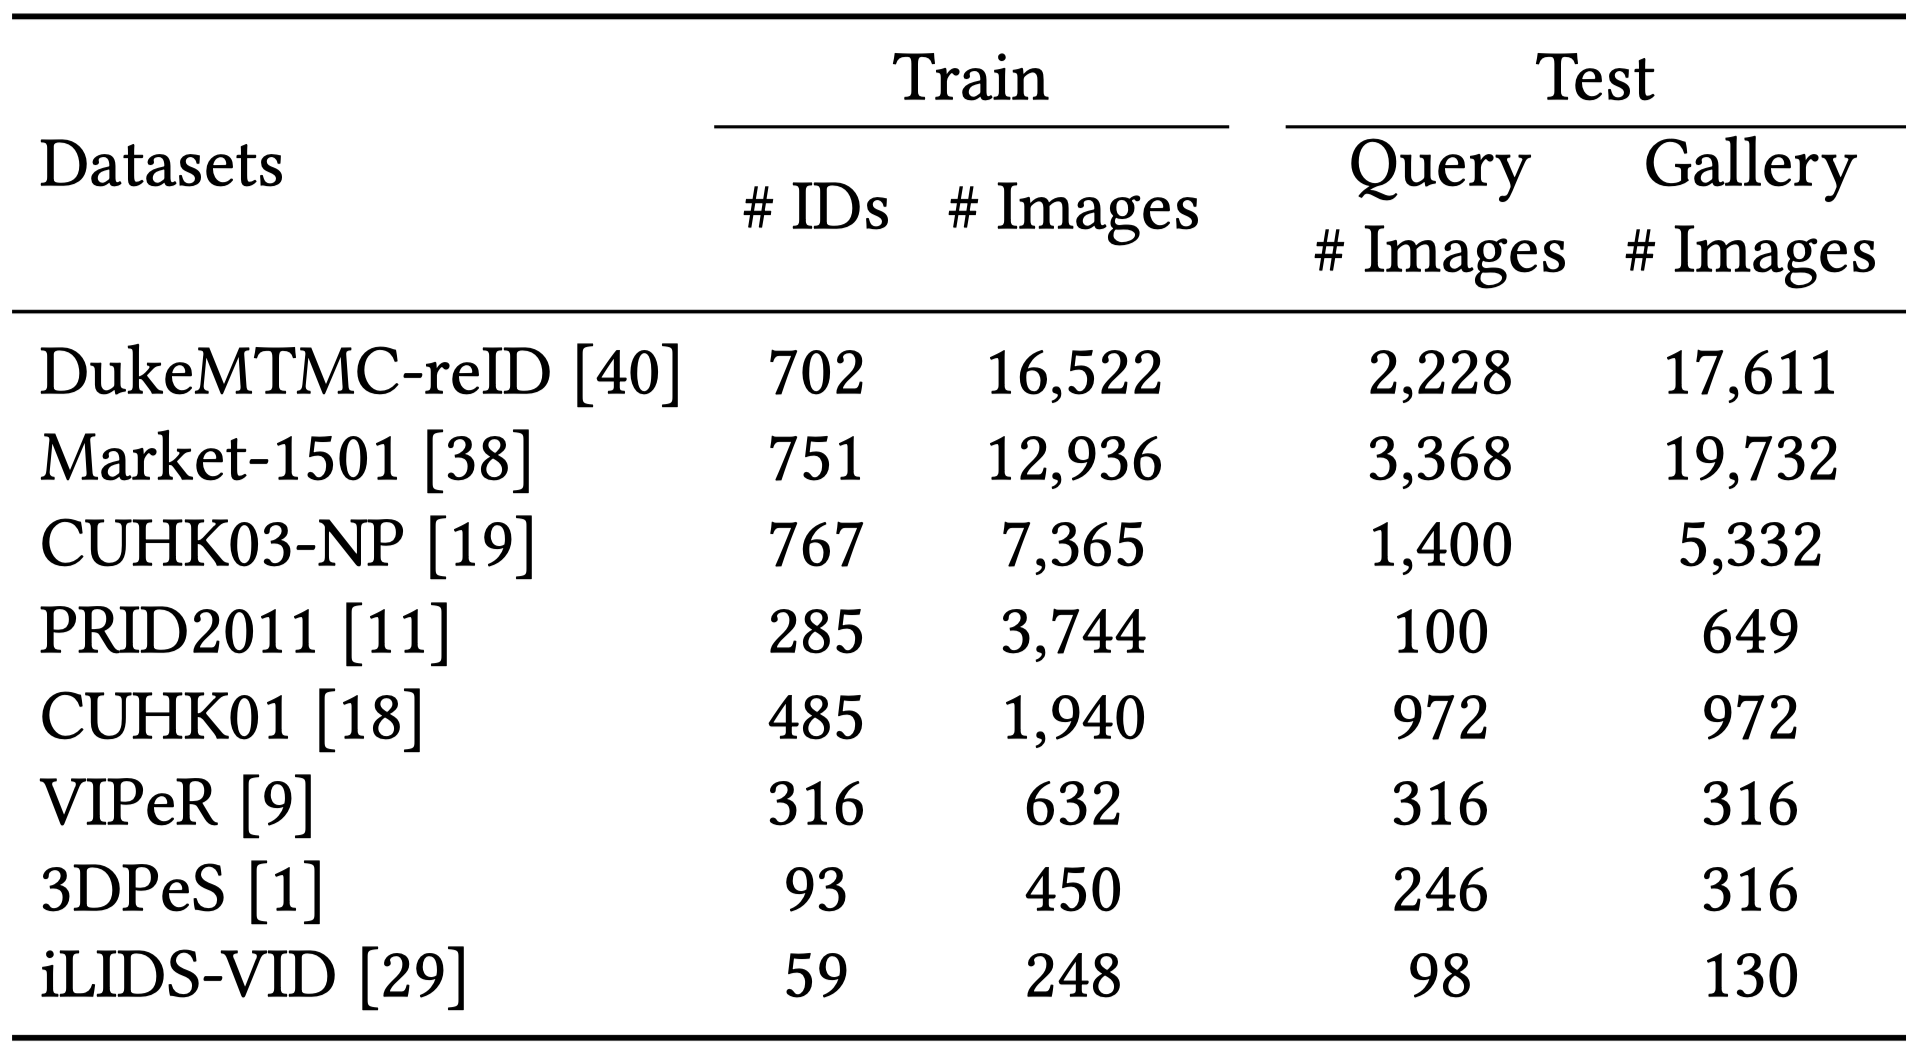 Train Test
Datasets # IDs # Images Query # Images Gallery # Images
DukeMTMC-reID [40] 702 16,522 2,228 17,611
Market-1501 [38] 751 12,936 3,368 19,732
CUHK03-NP [19] 767 7,365 1,400 5,332
PRID2011 [11] 285 3,744 100 649
CUHK01 [18] 485 1,940 972 972
VIPeR [9] 316 632 316 316
3DPeS [1] 93 450 246 316
iLIDS-VID [29] 59 248 98 130